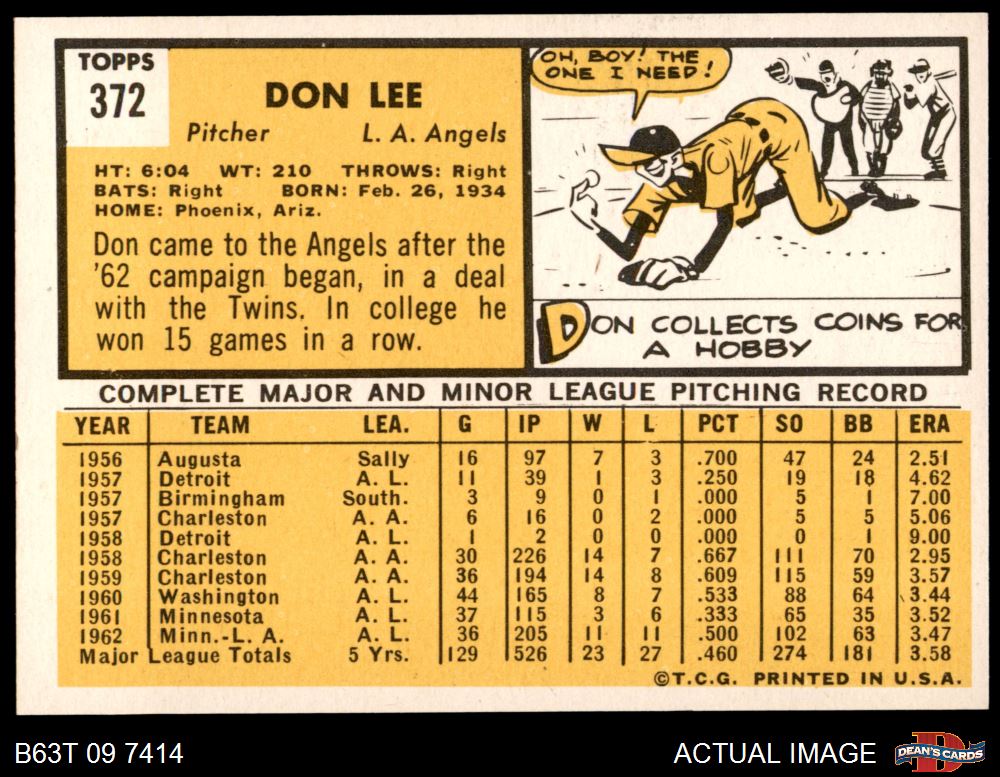 TOPPS
372
DON LEE
Pitcher L. A. Angels
HT: 6:04 WT: 210 THROWS: Right
BATS: Right BORN: Feb. 26, 1934
HOME: Phoenix, Ariz.
Don came to the Angels after the
'62 campaign began, in a deal
with the Twins. In college he
won 15 games in a row.
OH, BOY! THE
ONE I NEED!
DON COLLECTS COINS FOR
A HOBBY
COMPLETE MAJOR AND MINOR LEAGUE PITCHING RECORD
YEAR TEAM LEA. G IP W L PCT SO BB ERA
1956 Augusta Sally 16 97 7 3 .700 47 24 2.51
1957 Detroit A. L. 11 39 1 3 .250 19 18 4.62
1957 Birmingham South. 3 9 0 1 .000 5 1 7.00
1957 Charleston A. A. 6 16 0 2 .000 5 5 5.06
1958 Detroit A. L. 1 2 0 0 .000 0 1 9.00
1958 Charleston A. A. 30 226 14 7 .667 111 70 2.95
1959 Charleston A. A. 36 194 14 8 .609 115 59 3.57
1960 Washington A. L. 44 165 8 7 .533 88 64 3.44
1961 Minnesota A. L. 37 115 3 6 .333 65 35 3.52
1962 Minn.-L. A. A. L. 36 205 11 11 .500 102 63 3.47
Major League Totals 5 Yrs. 129 526 23 27 .460 274 181 3.58
©T.C.G. PRINTED IN U.S.A.
B63T 09 7414
ACTUAL IMAGE
D
DEAN'S CARDS